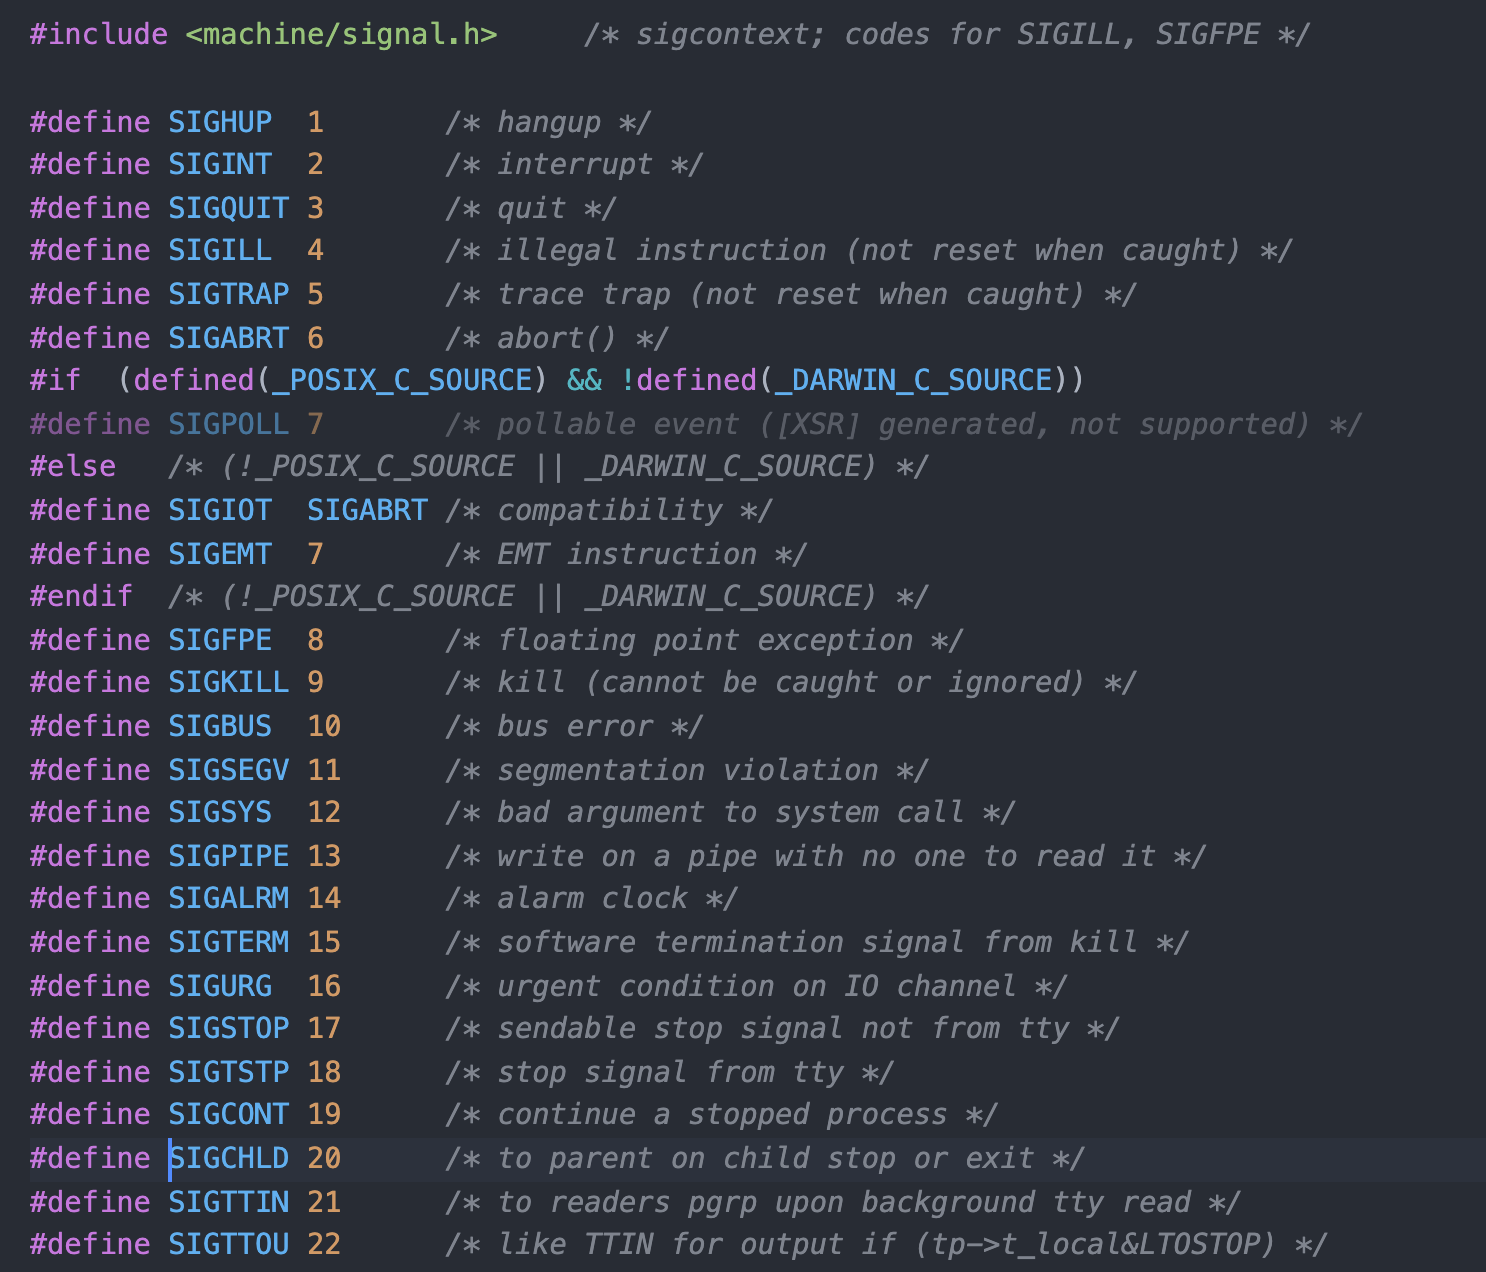 #include <machine/signal.h>     /* sigcontext; codes for SIGILL, SIGFPE */

#define SIGHUP  1       /* hangup */
#define SIGINT  2       /* interrupt */
#define SIGQUIT 3       /* quit */
#define SIGILL  4       /* illegal instruction (not reset when caught) */
#define SIGTRAP 5       /* trace trap (not reset when caught) */
#define SIGABRT 6       /* abort() */
#if  (defined(_POSIX_C_SOURCE) && !defined(_DARWIN_C_SOURCE))
#define SIGPOLL 7       /* pollable event ([XSR] generated, not supported) */
#else   /* (!_POSIX_C_SOURCE || _DARWIN_C_SOURCE) */
#define SIGIOT  SIGABRT /* compatibility */
#define SIGEMT  7       /* EMT instruction */
#endif  /* (!_POSIX_C_SOURCE || _DARWIN_C_SOURCE) */
#define SIGFPE  8       /* floating point exception */
#define SIGKILL 9       /* kill (cannot be caught or ignored) */
#define SIGBUS  10      /* bus error */
#define SIGSEGV 11      /* segmentation violation */
#define SIGSYS  12      /* bad argument to system call */
#define SIGPIPE 13      /* write on a pipe with no one to read it */
#define SIGALRM 14      /* alarm clock */
#define SIGTERM 15      /* software termination signal from kill */
#define SIGURG  16      /* urgent condition on IO channel */
#define SIGSTOP 17      /* sendable stop signal not from tty */
#define SIGTSTP 18      /* stop signal from tty */
#define SIGCONT 19      /* continue a stopped process */
#define SIGCHLD 20      /* to parent on child stop or exit */
#define SIGTTIN 21      /* to readers pgrp upon background tty read */
#define SIGTTOU 22      /* like TTIN for output if (tp->t_local&LTOSTOP) */